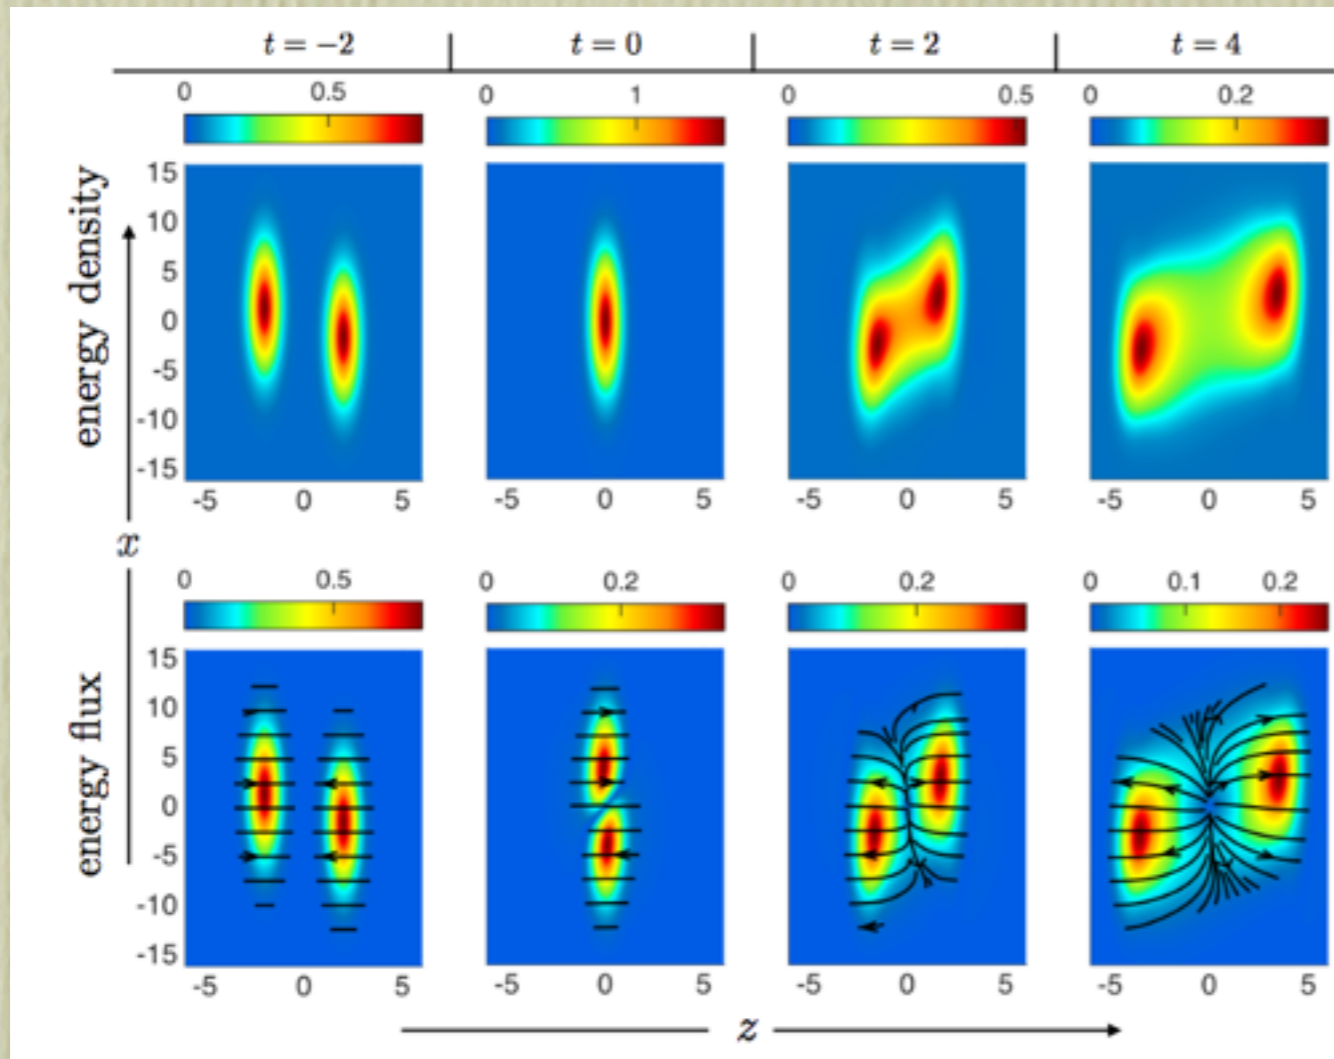 t = −2 t = 0 t = 2 t = 4
0 0.5 0 1 0 0.5 0 0.2
energy density
15
10
5
0
-5
-10
-15
-5 0 5 -5 0 5 -5 0 5 -5 0 5
x
0 0.5 0 0.2 0 0.2 0 0.1 0.2
energy flux
15
10
5
0
-5
-10
-15
-5 0 5 -5 0 5 -5 0 5 -5 0 5
z